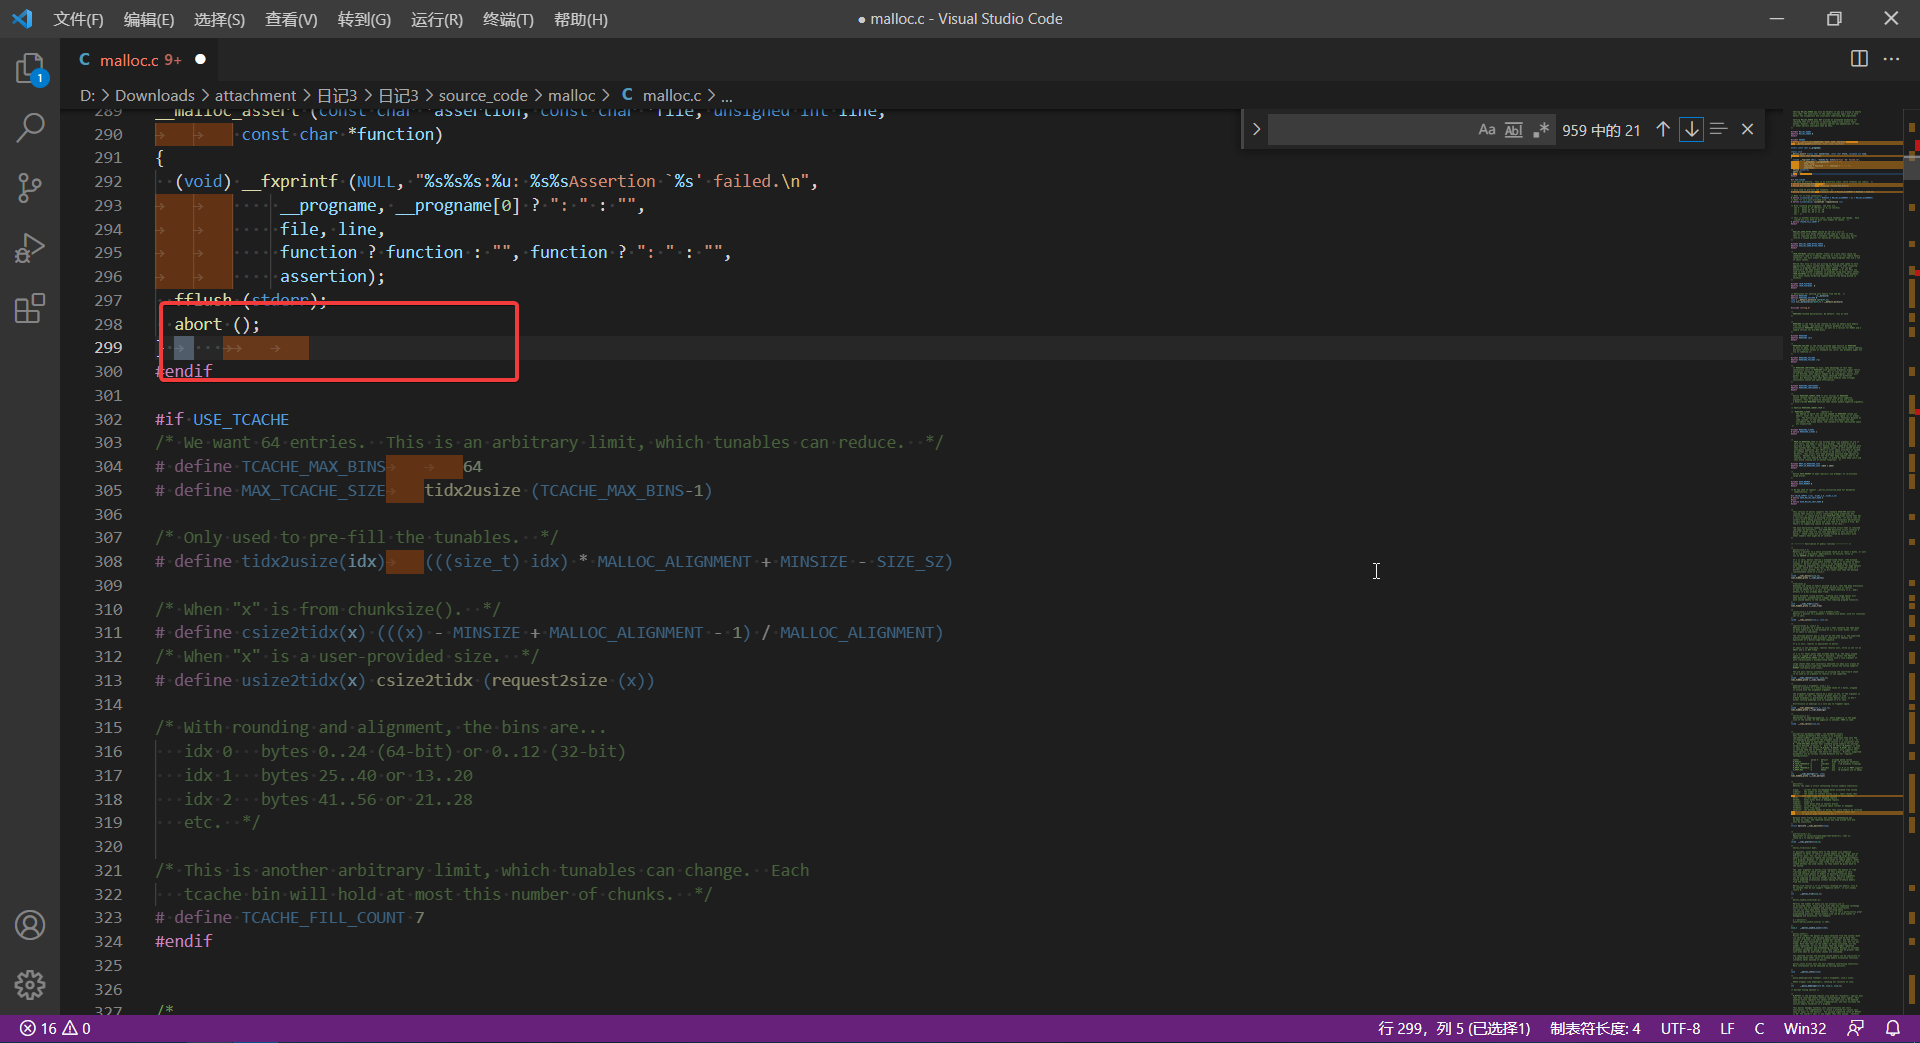 文件(F) 编辑(E) 选择(S) 查看(V) 转到(G) 运行(R) 终端(T) 帮助(H)
● malloc.c - Visual Studio Code
1
C malloc.c 9+ ●
D: > Downloads > attachment > 日记3 > 日记3 > source_code > malloc > C malloc.c > ...
Aa Abl .* 959 中的 21
289 __malloc_assert (const char *assertion, const char *file, unsigned int line,
290 const char *function)
291 {
292 (void) __fxprintf (NULL, "%s%s%s:%u: %s%sAssertion `%s' failed.\n",
293 __progname, __progname[0] ? ": " : "",
294 file, line,
295 function ? function : "", function ? ": " : "",
296 assertion);
297 fflush (stderr);
298 abort ();
299 }
300 #endif
301
302 #if USE_TCACHE
303 /* We want 64 entries.  This is an arbitrary limit, which tunables can reduce.  */
304 # define TCACHE_MAX_BINS 64
305 # define MAX_TCACHE_SIZE tidx2usize (TCACHE_MAX_BINS-1)
306
307 /* Only used to pre-fill the tunables.  */
308 # define tidx2usize(idx) (((size_t) idx) * MALLOC_ALIGNMENT + MINSIZE - SIZE_SZ)
309
310 /* When "x" is from chunksize().  */
311 # define csize2tidx(x) (((x) - MINSIZE + MALLOC_ALIGNMENT - 1) / MALLOC_ALIGNMENT)
312 /* When "x" is a user-provided size.  */
313 # define usize2tidx(x) csize2tidx (request2size (x))
314
315 /* With rounding and alignment, the bins are...
316 idx 0   bytes 0..24 (64-bit) or 0..12 (32-bit)
317 idx 1   bytes 25..40 or 13..20
318 idx 2   bytes 41..56 or 21..28
319 etc.  */
320
321 /* This is another arbitrary limit, which tunables can change.  Each
322 tcache bin will hold at most this number of chunks.  */
323 # define TCACHE_FILL_COUNT 7
324 #endif
325
326
327 /*
16 0
行 299，列 5 (已选择1) 制表符长度: 4 UTF-8 LF C Win32